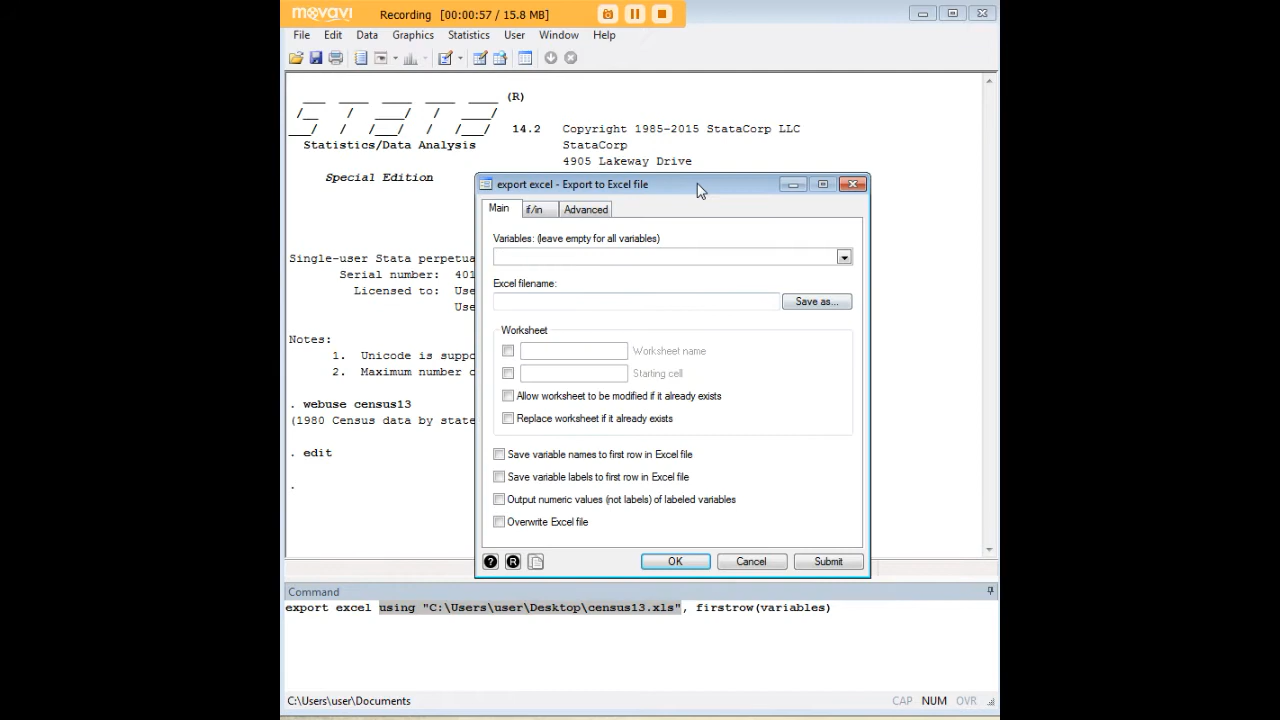 movavi Recording [00:00:57 / 15.8 MB]
File Edit Data Graphics Statistics User Window Help
(R)
STATA
14.2 Copyright 1985-2015 StataCorp LLC
Statistics/Data Analysis StataCorp
4905 Lakeway Drive
Special Edition
export excel - Export to Excel file
Main if/in Advanced
Variables: (leave empty for all variables)
Excel filename:
Save as...
Worksheet
Worksheet name
Starting cell
Allow worksheet to be modified if it already exists
Replace worksheet if it already exists
Save variable names to first row in Excel file
Save variable labels to first row in Excel file
Output numeric values (not labels) of labeled variables
Overwrite Excel file
? R OK Cancel Submit
Single-user Stata perpetua
Serial number: 401
Licensed to: Use
Use
Notes:
1. Unicode is suppo
2. Maximum number o
. webuse census13
(1980 Census data by state
. edit
.
Command
export excel using "C:\Users\user\Desktop\census13.xls", firstrow(variables)
C:\Users\user\Documents CAP NUM OVR